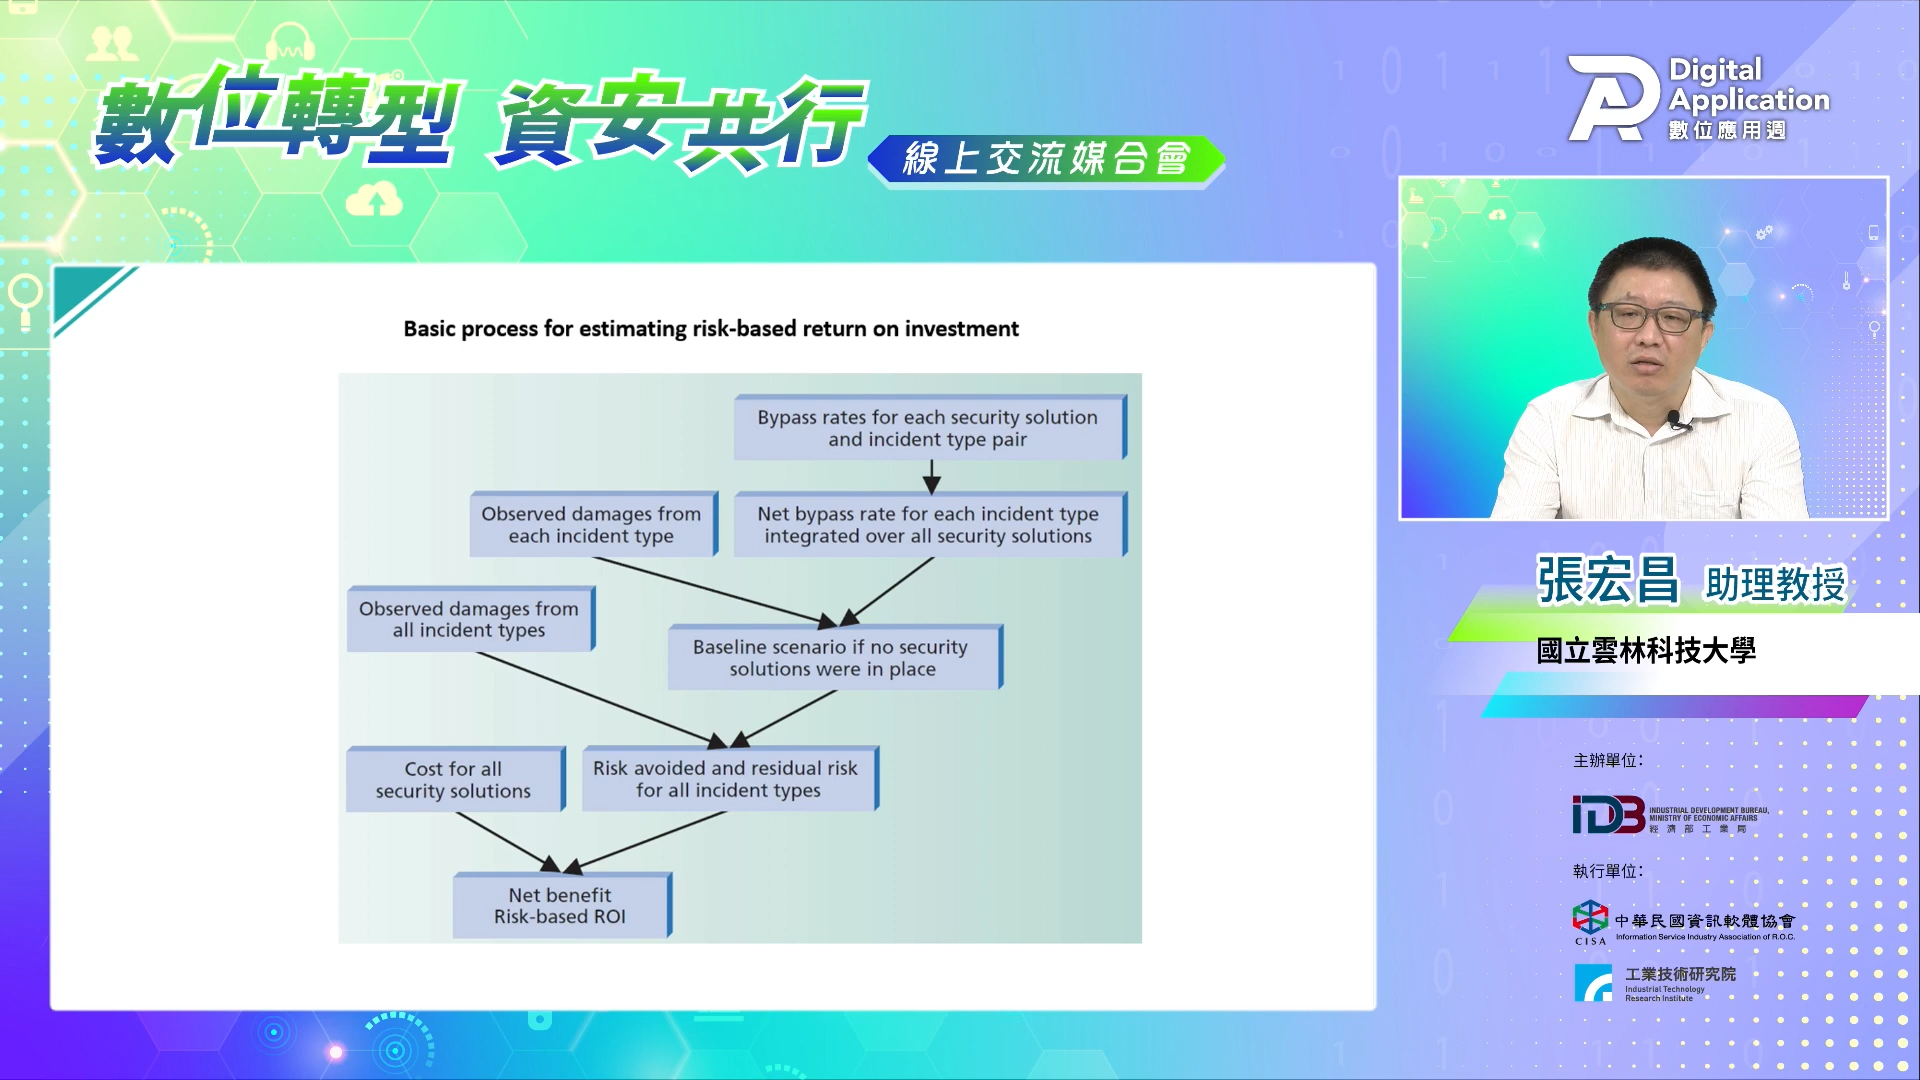 數位轉型 資安共行
線上交流媒合會
Digital
Application
數位應用週
Basic process for estimating risk-based return on investment
Bypass rates for each security solution
and incident type pair
Observed damages from
each incident type
Net bypass rate for each incident type
integrated over all security solutions
Observed damages from
all incident types
Baseline scenario if no security
solutions were in place
Cost for all
security solutions
Risk avoided and residual risk
for all incident types
Net benefit
Risk-based ROI
張宏昌 助理教授
國立雲林科技大學
主辦單位:
IDB
INDUSTRIAL DEVELOPMENT BUREAU,
MINISTRY OF ECONOMIC AFFAIRS
經濟部工業局
執行單位:
CISA
中華民國資訊軟體協會
Information Service Industry Association of R.O.C.
工業技術研究院
Industrial Technology
Research Institute